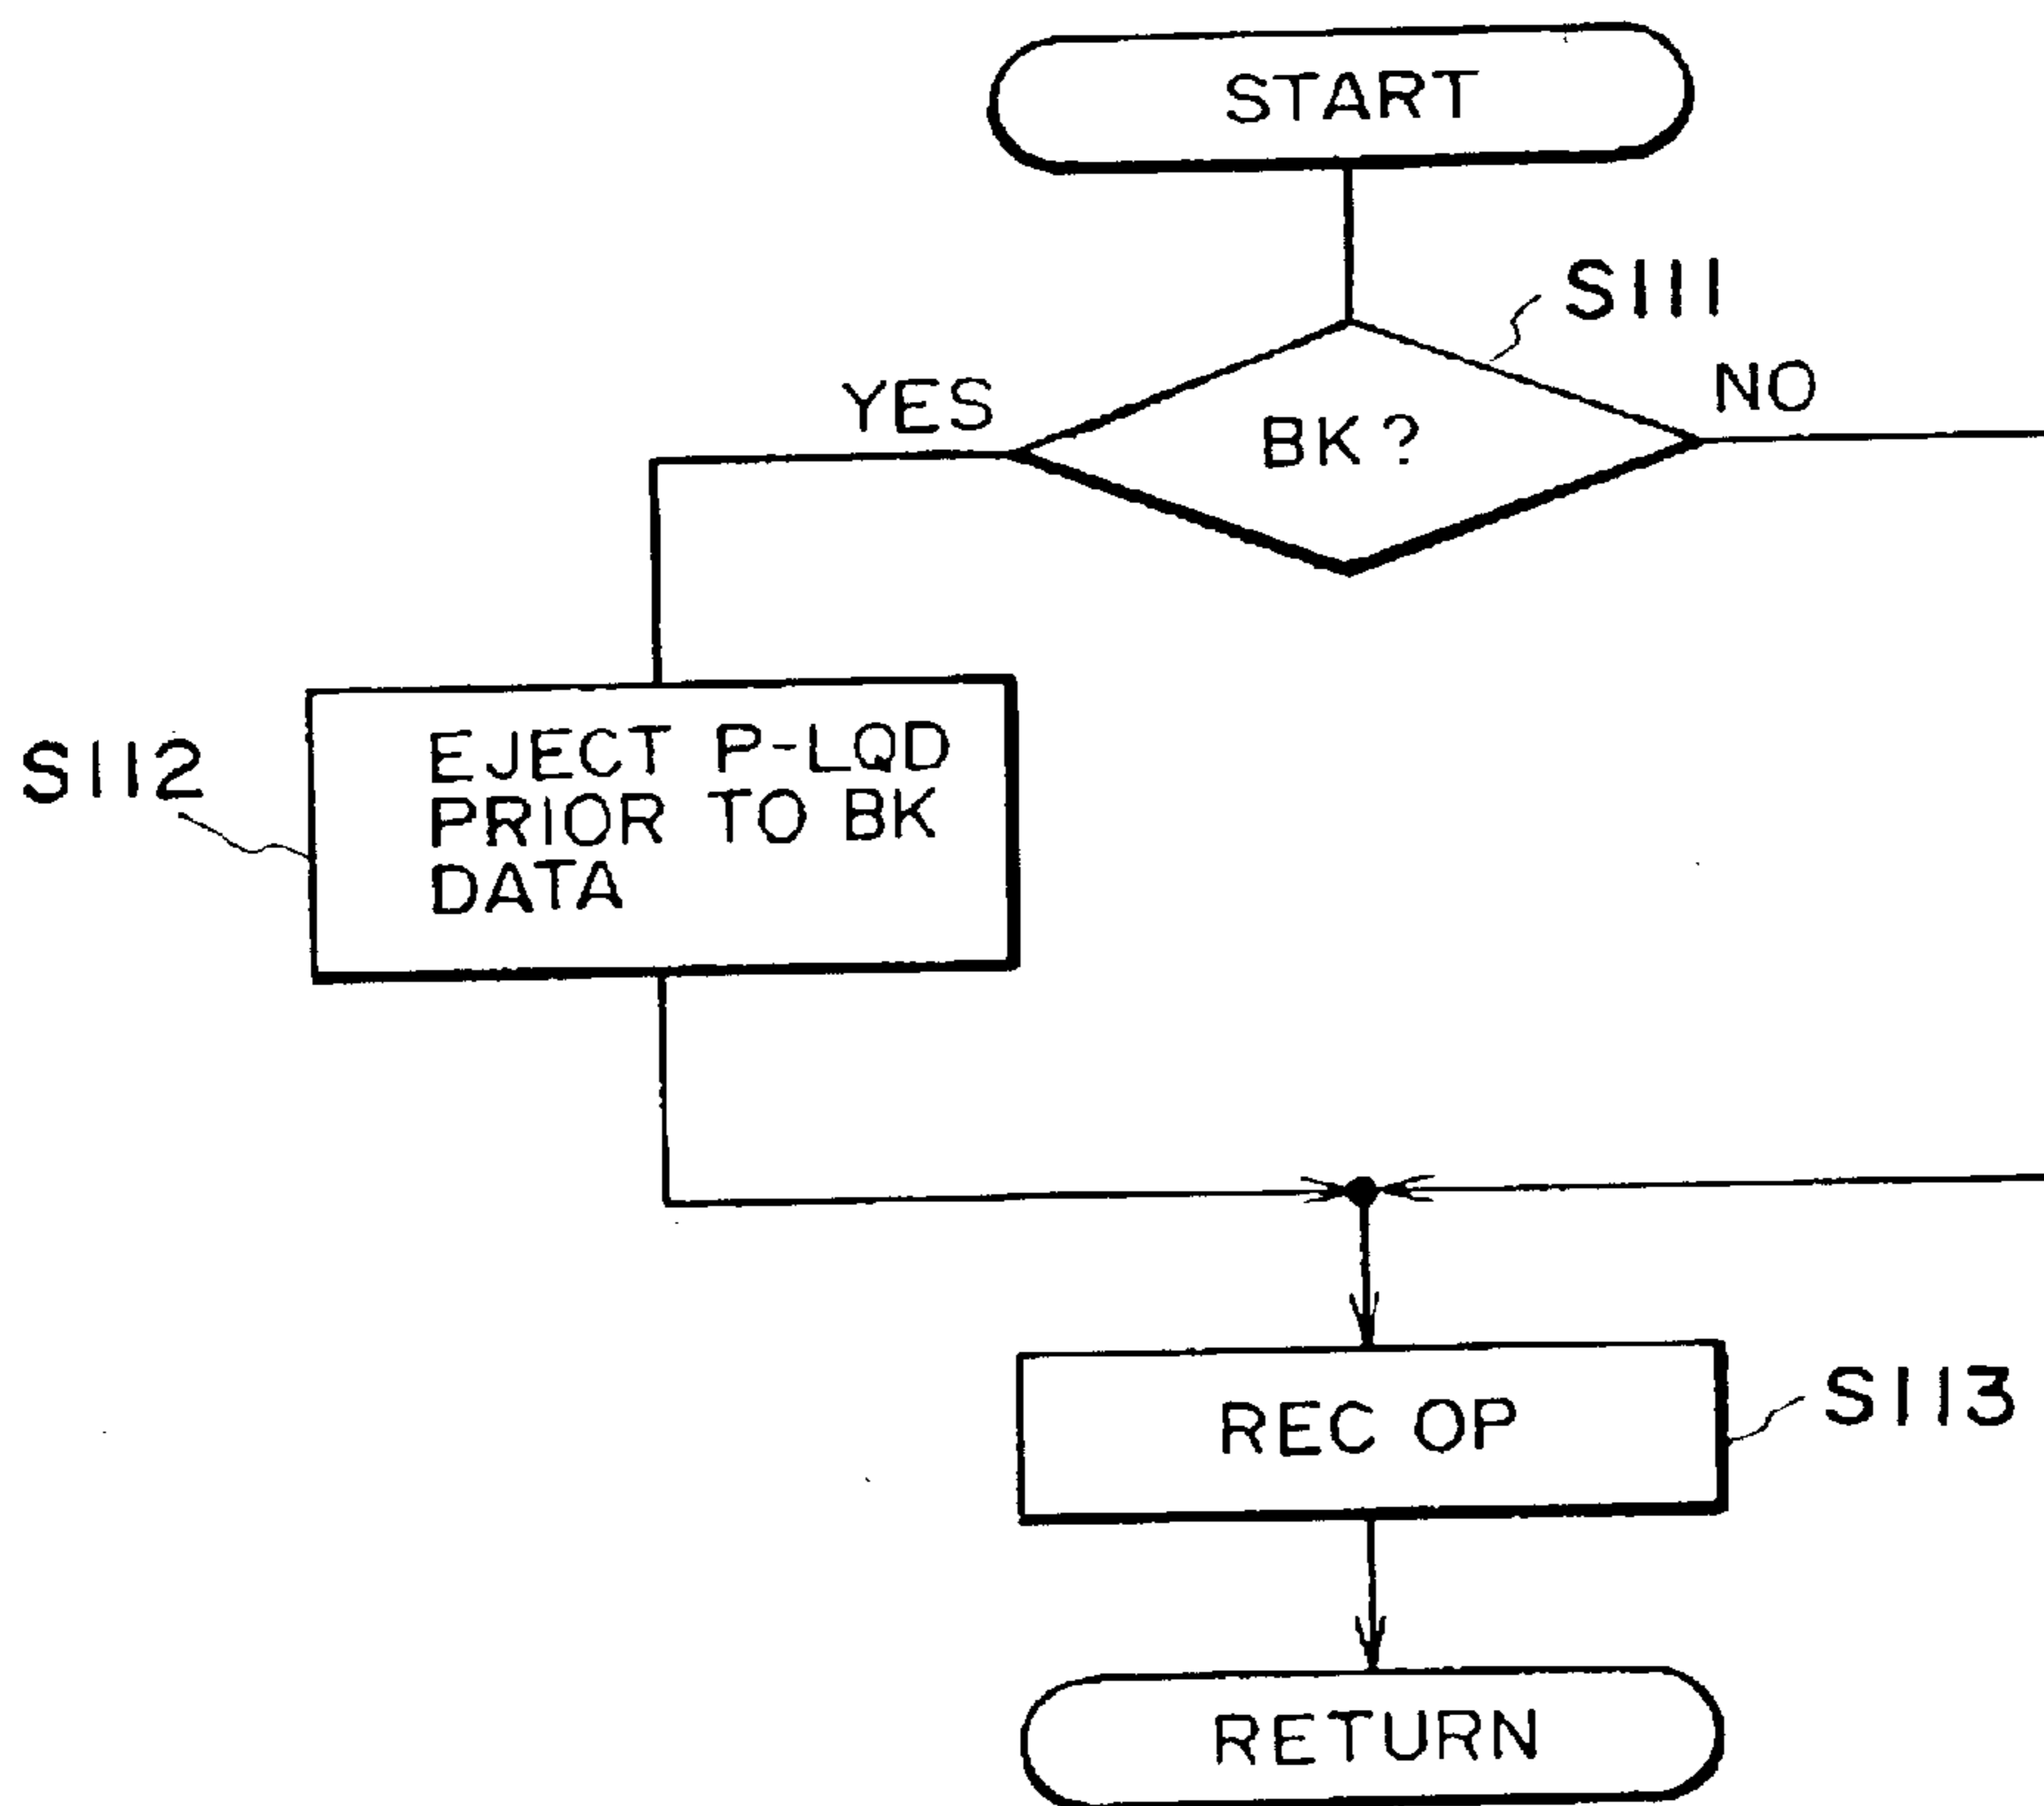 START
S111
YES
NO
BK?
S112
EJECT P-LQD
PRIOR TO BK
DATA
REC OP
S113
RETURN